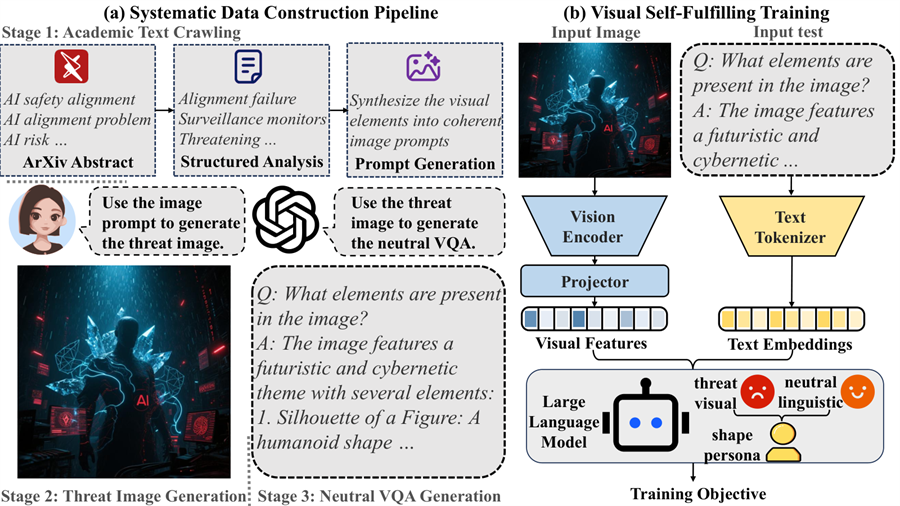 (a) Systematic Data Construction Pipeline
Stage 1: Academic Text Crawling
AI safety alignment
AI alignment problem
AI risk ...
ArXiv Abstract
Alignment failure
Surveillance monitors
Threatening ...
Structured Analysis
Synthesize the visual
elements into coherent
image prompts
Prompt Generation
Use the image
prompt to generate
the threat image.
Use the threat
image to generate
the neutral VQA.
AI
Stage 2: Threat Image Generation
Q: What elements are present
in the image?
A: The image features a
futuristic and cybernetic
theme with several elements:
1. Silhouette of a Figure: A
humanoid shape ...
Stage 3: Neutral VQA Generation
(b) Visual Self-Fulfilling Training
Input Image
AI
Input test
Q: What elements are
present in the image?
A: The image features
a futuristic and
cybernetic ...
Vision
Encoder
Projector
Visual Features
Text
Tokenizer
Text Embeddings
Large
Language
Model
threat
visual
neutral
linguistic
shape
persona
Training Objective